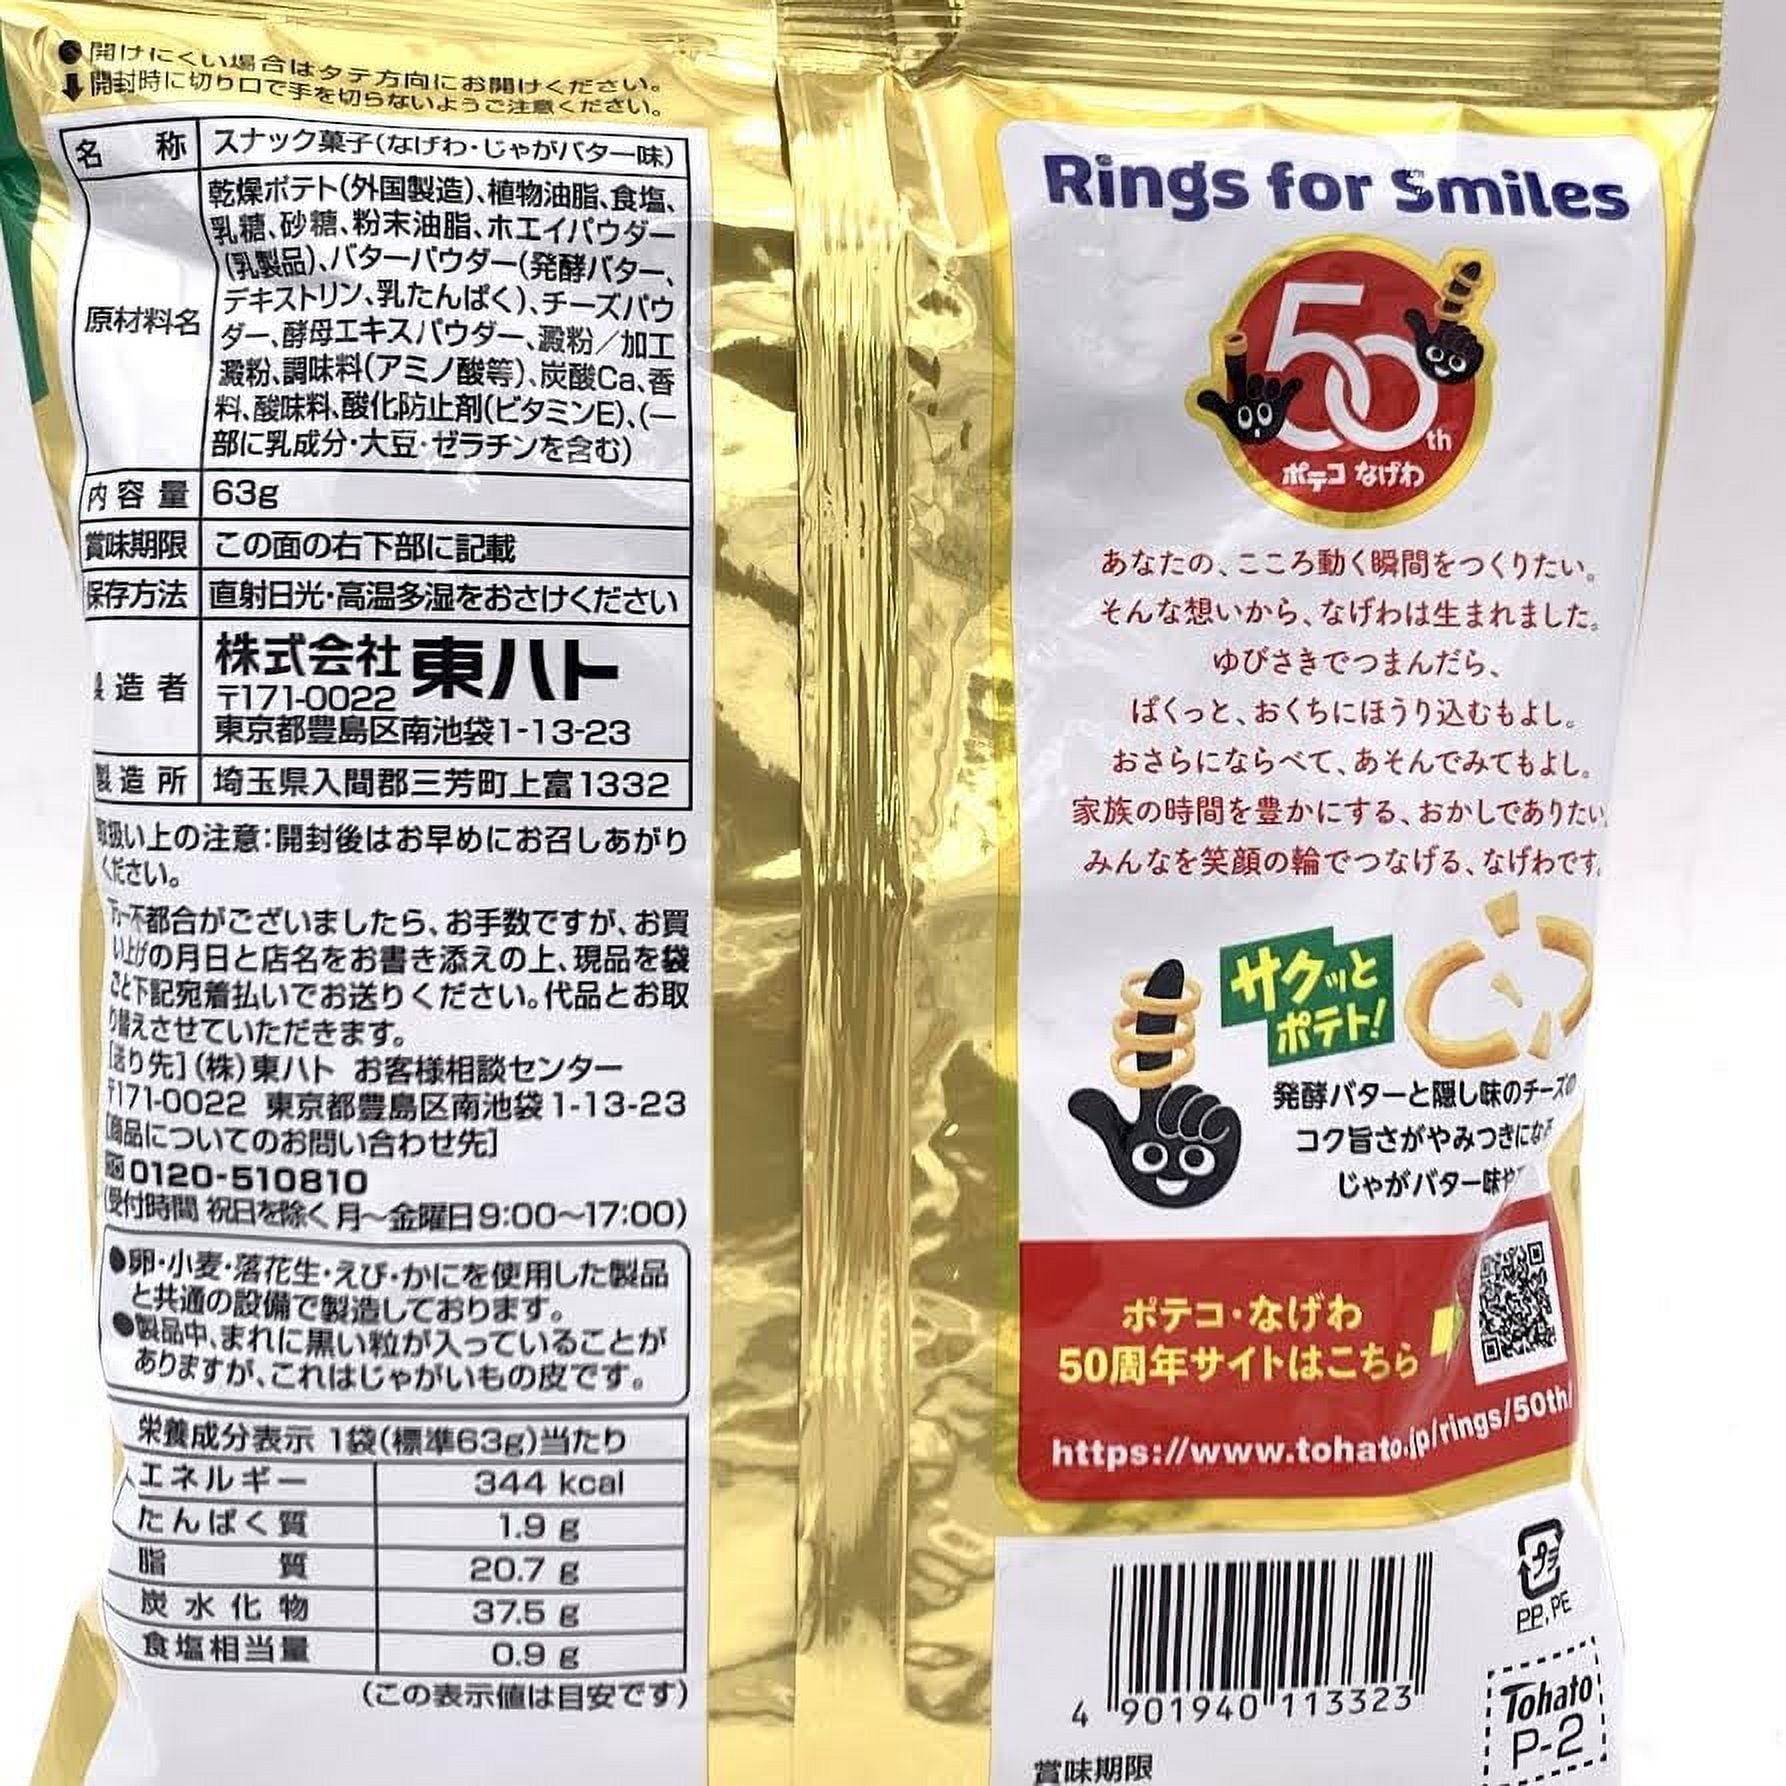 開けにくい場合はタテ方向にお開けください。
開封時に切り口で手を切らないようご注意ください。
名 称 スナック菓子(なげわ・じゃがバター味)
原材料名
乾燥ポテト(外国製造)、植物油脂、食塩、
乳糖、砂糖、粉末油脂、ホエイパウダー
(乳製品)、バターパウダー(発酵バター、
デキストリン、乳たんぱく)、チーズパウ
ダー、酵母エキスパウダー、澱粉/加工
澱粉、調味料(アミノ酸等)、炭酸Ca、香
料、酸味料、酸化防止剤(ビタミンE)、(一
部に乳成分・大豆・ゼラチンを含む)
内容量 63g
賞味期限 この面の右下部に記載
保存方法 直射日光・高温多湿をおさけください
製造者 株式会社 東ハト
〒171-0022
東京都豊島区南池袋1-13-23
製造所 埼玉県入間郡三芳町上富1332
取扱い上の注意:開封後はお早めにお召しあがり
ください。
万一不都合がございましたら、お手数ですが、お買
い上げの月日と店名をお書き添えの上、現品を袋
ごと下記宛着払いでお送りください。代品とお取
り替えさせていただきます。
[送り先](株)東ハト お客様相談センター
〒171-0022 東京都豊島区南池袋1-13-23
[商品についてのお問い合わせ先]
0120-510810
(受付時間 祝日を除く 月〜金曜日9:00〜17:00)
●卵・小麦・落花生・えび・かにを使用した製品
と共通の設備で製造しております。
●製品中、まれに黒い粒が入っていることが
ありますが、これはじゃがいもの皮です。
栄養成分表示 1袋(標準63g)当たり
エネルギー 344 kcal
たんぱく質 1.9 g
脂質 20.7 g
炭水化物 37.5 g
食塩相当量 0.9 g
(この表示値は目安です)
Rings for Smiles
50th
ポテコ なげわ
あなたの、こころ動く瞬間をつくりたい。
そんな想いから、なげわは生まれました。
ゆびさきでつまんだら、
ぱくっと、おくちにほうり込むもよし。
おさらにならべて、あそんでみてもよし。
家族の時間を豊かにする、おかしでありたい
みんなを笑顔の輪でつなげる、なげわです。
サクッと
ポテト!
発酵バターと隠し味のチーズの
コク旨さがやみつきになる
じゃがバター味
ポテコ・なげわ
50周年サイトはこちら
https://www.tohato.jp/rings/50th/
プラ
PP,PE
4 901940 113323
Tohato
P-2
賞味期限